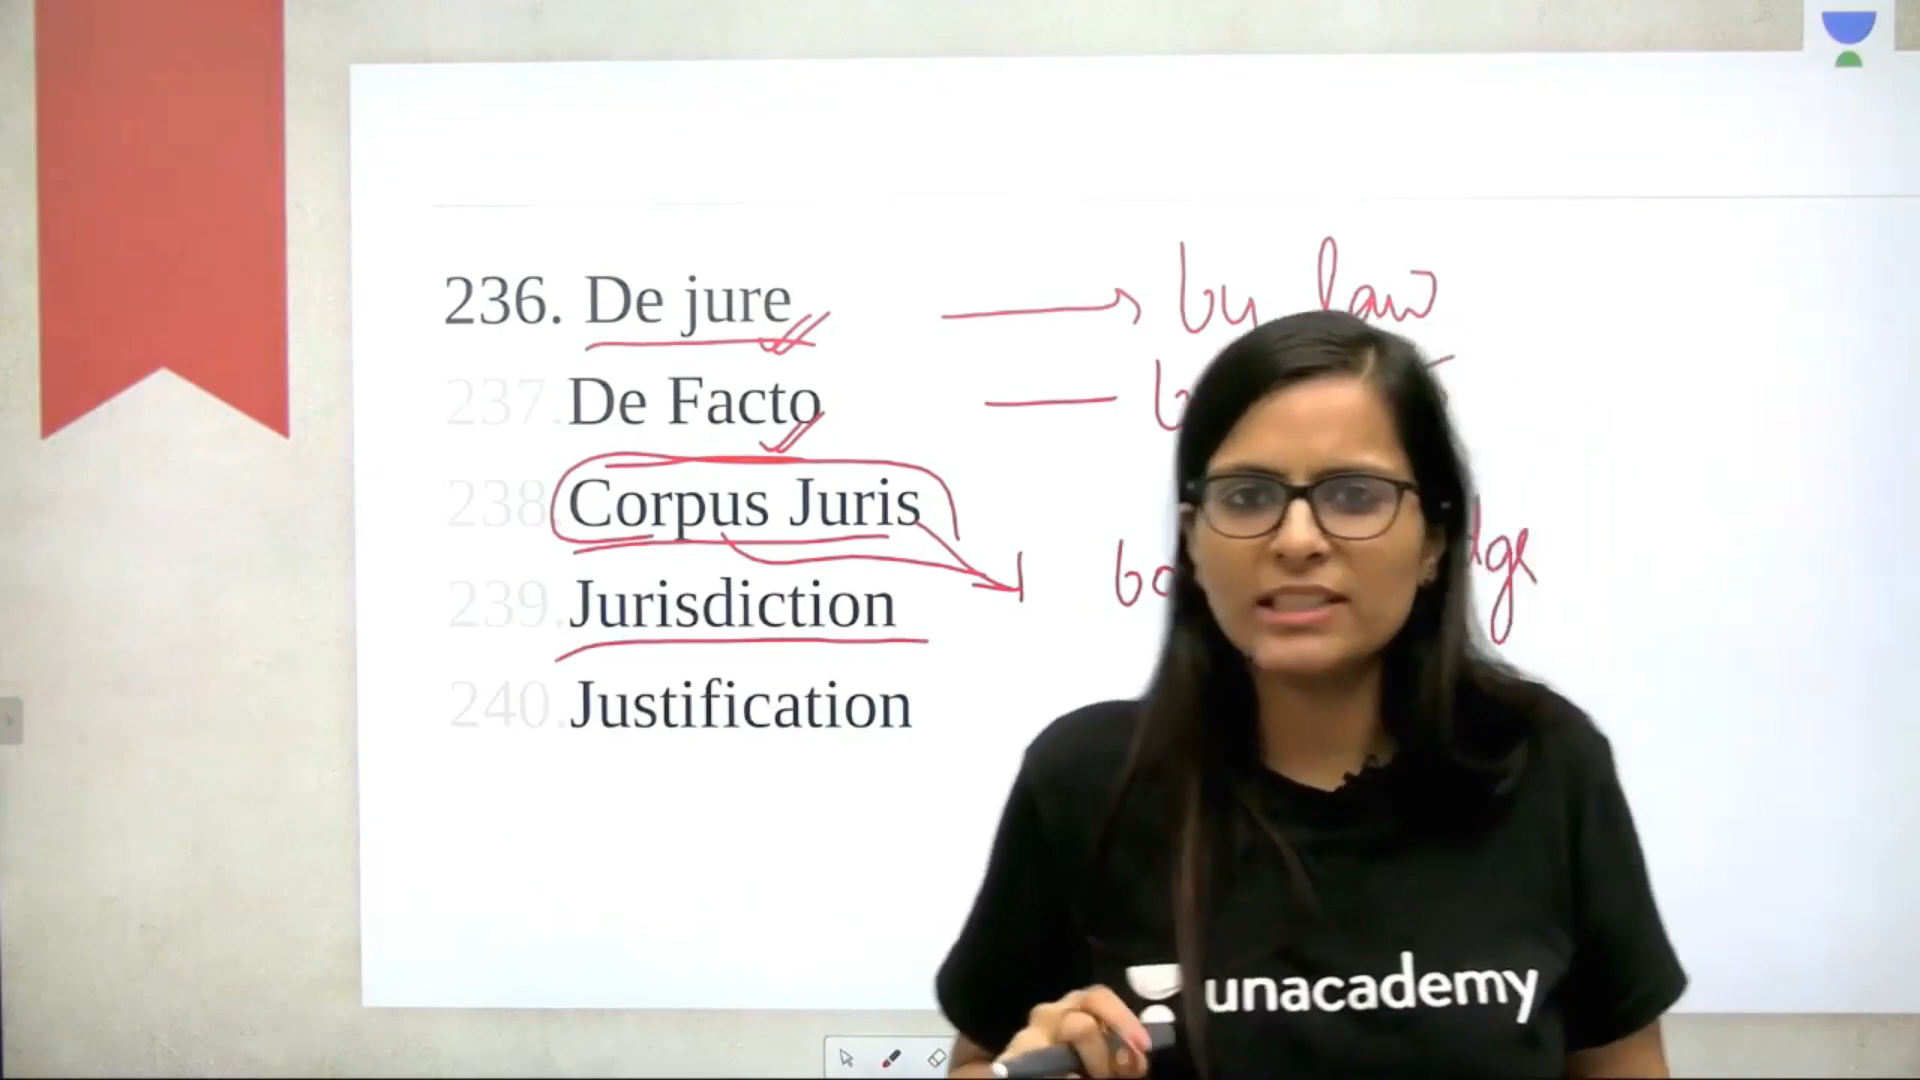 236. De jure by law
237. De Facto
238. Corpus Juris
239. Jurisdiction
240. Justification
unacademy